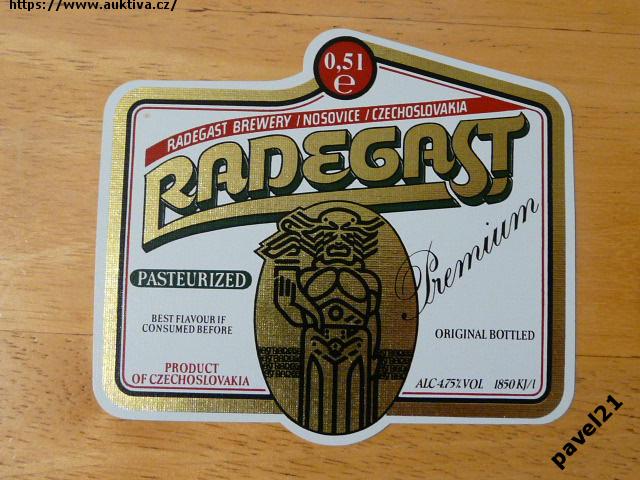 https://www.auktiva.cz/
0,5l
e
RADEGAST BREWERY / NOSOVICE / CZECHOSLOVAKIA
RADEGAST
Premium
PASTEURIZED
BEST FLAVOUR IF
CONSUMED BEFORE
ORIGINAL BOTTLED
PRODUCT
OF CZECHOSLOVAKIA
ALC 4.75% VOL 1850 KJ/l
pavel21